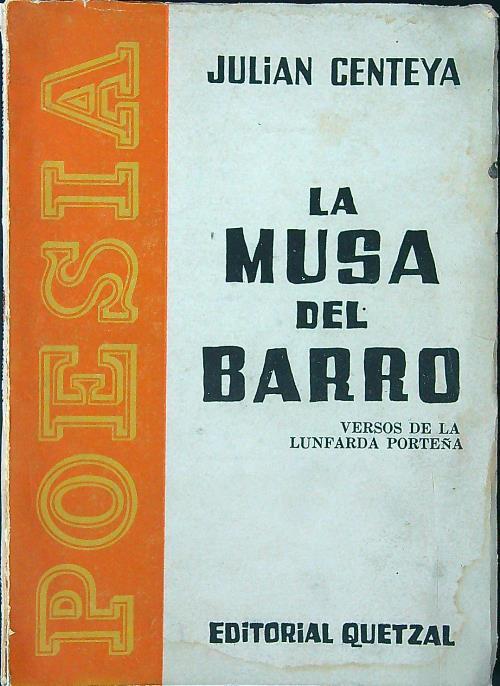 POESIA
JULiAN CENTEYA
LA
MUSA
DEL
BARRO
VERSOS DE LA
LUNFARDA PORTEÑA
EDiTORiAL QUETZAL